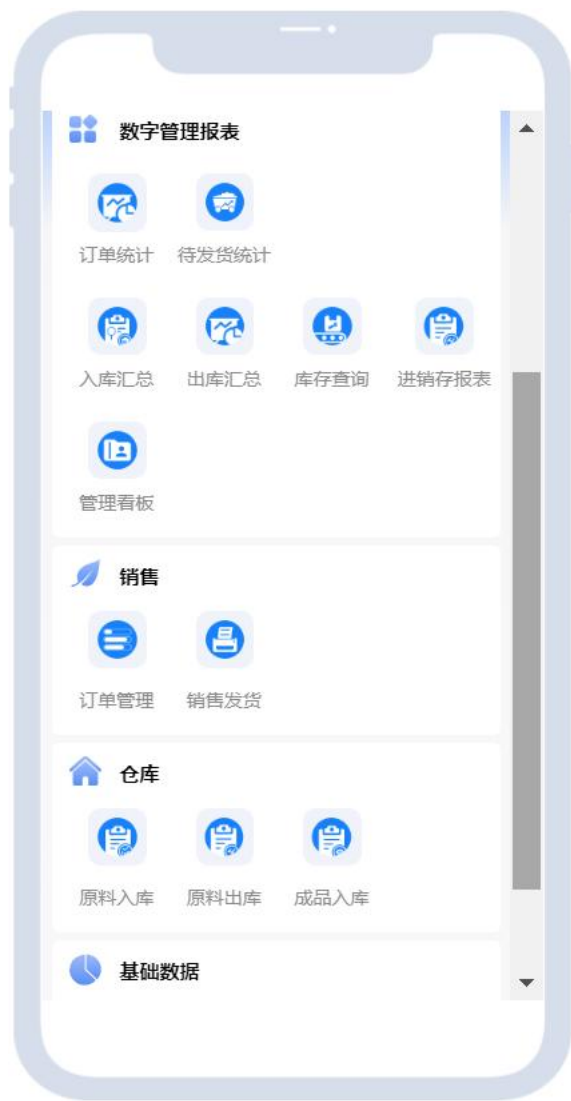 数字管理报表
订单统计 待发货统计
入库汇总 出库汇总 库存查询 进销存报表
管理看板
销售
订单管理 销售发货
仓库
原料入库 原料出库 成品入库
基础数据